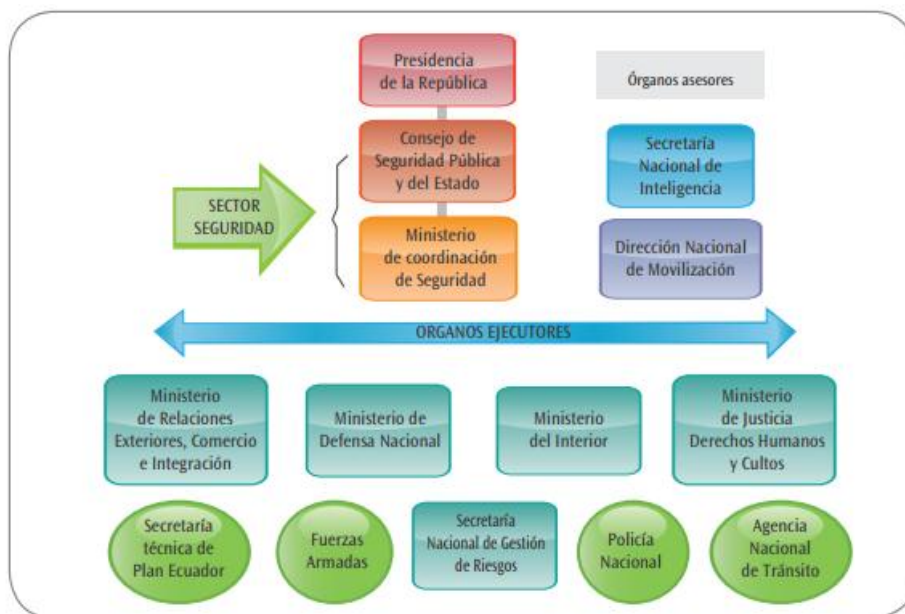 Presidencia
de la República
Órganos asesores
Consejo de
Seguridad Pública
y del Estado
Secretaría
Nacional de
Inteligencia
SECTOR
SEGURIDAD
Ministerio
de coordinación
de Seguridad
Dirección Nacional
de Movilización
ORGANOS EJECUTORES
Ministerio
de Relaciones
Exteriores, Comercio
e Integración
Ministerio de
Defensa Nacional
Ministerio
del Interior
Ministerio
de Justicia
Derechos Humanos
y Cultos
Secretaría
técnica de
Plan Ecuador
Fuerzas
Armadas
Secretaría
Nacional de Gestión
de Riesgos
Policía
Nacional
Agencia
Nacional
de Tránsito